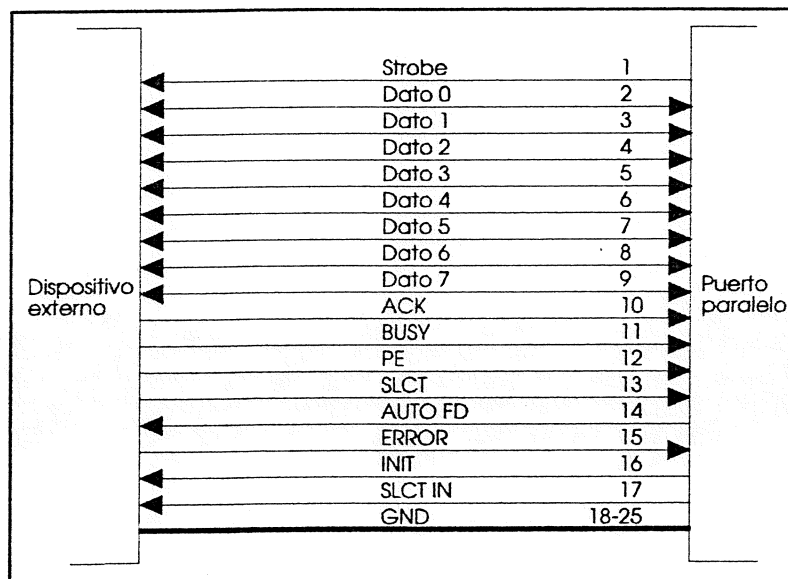 Strobe 1
Dato 0 2
Dato 1 3
Dato 2 4
Dato 3 5
Dato 4 6
Dato 5 7
Dato 6 8
Dato 7 9
Dispositivo
externo
Puerto
paralelo
ACK 10
BUSY 11
PE 12
SLCT 13
AUTO FD 14
ERROR 15
INIT 16
SLCT IN 17
GND 18-25